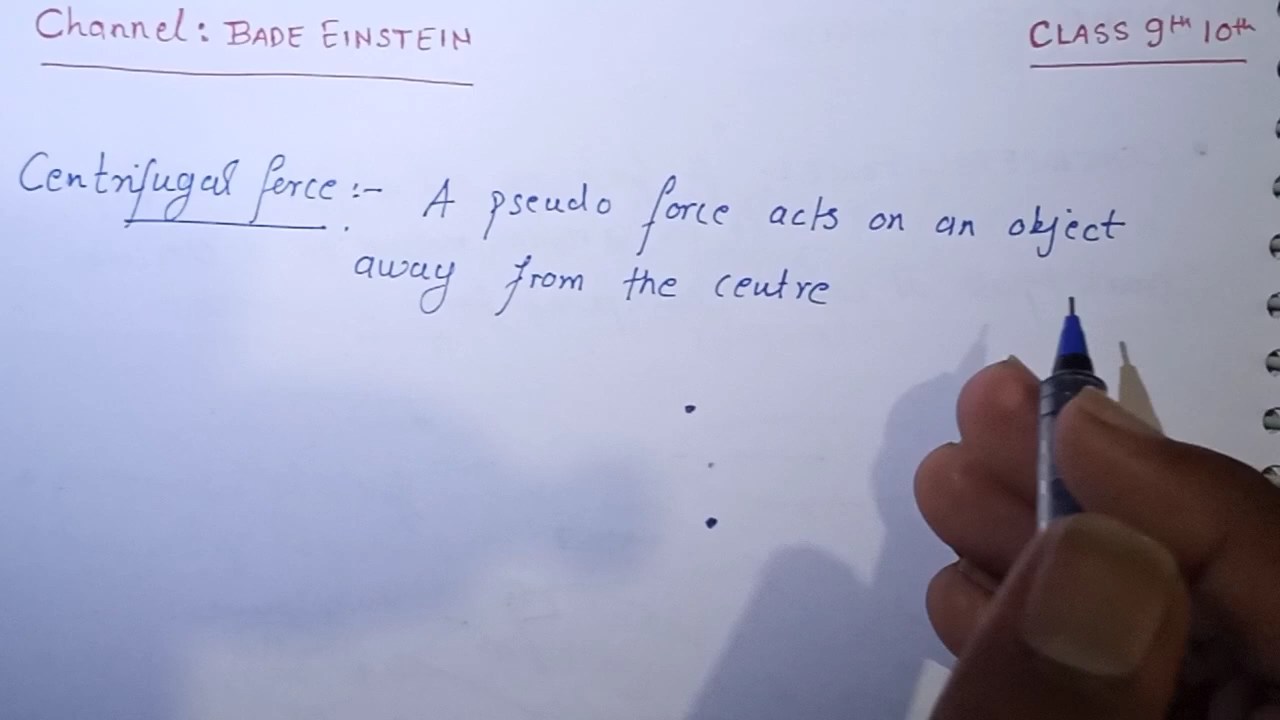 Channel: BADE EINSTEIN
CLASS 9th 10th
Centrifugal force :- A pseudo force acts on an object
away from the centre